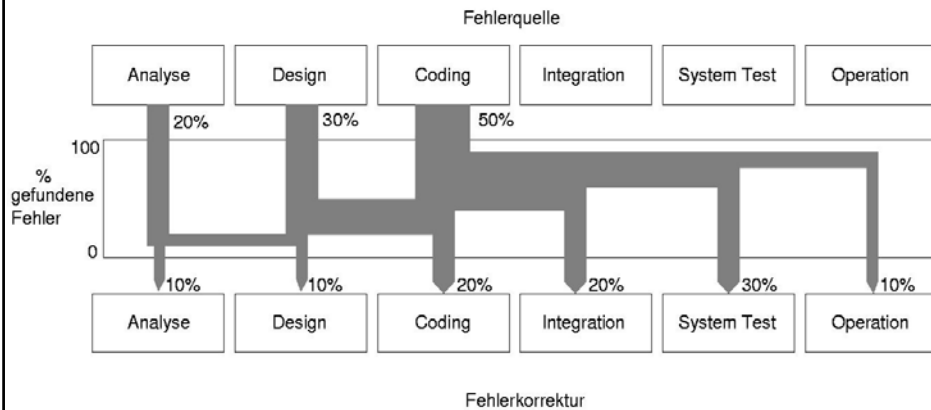 Fehlerquelle
Analyse
Design
Coding
Integration
System Test
Operation
20%
30%
50%
100
%
gefundene
Fehler
0
10%
10%
20%
20%
30%
10%
Analyse
Design
Coding
Integration
System Test
Operation
Fehlerkorrektur